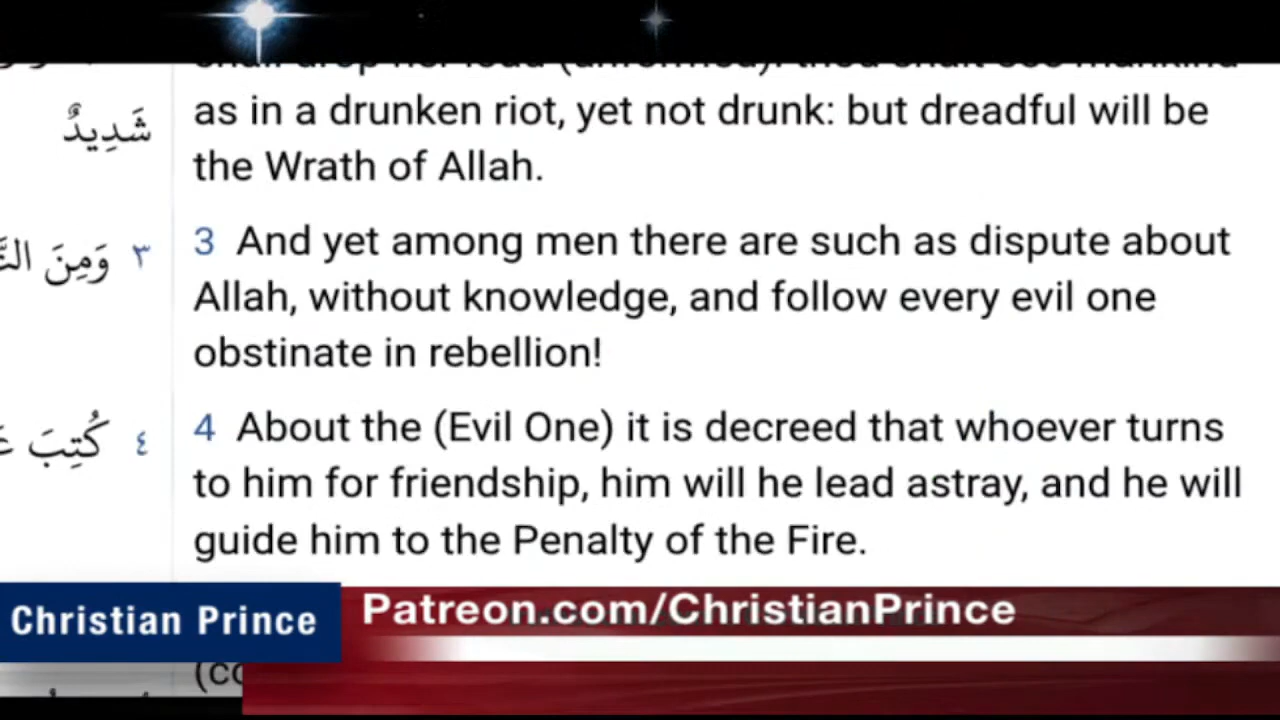 as in a drunken riot, yet not drunk: but dreadful will be
شَدِيدٌ
the Wrath of Allah.
3 And yet among men there are such as dispute about
٣ وَمِنَ
Allah, without knowledge, and follow every evil one
obstinate in rebellion!
4 About the (Evil One) it is decreed that whoever turns
٤ كُتِبَ
to him for friendship, him will he lead astray, and he will
guide him to the Penalty of the Fire.
Christian Prince
Patreon.com/ChristianPrince